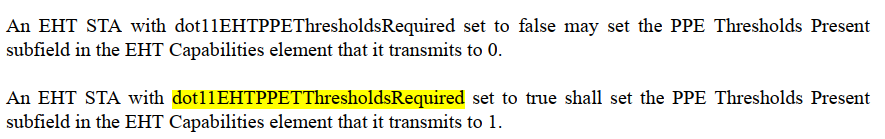 An EHT STA with dot11EHTPPEThresholdsRequired set to false may set the PPE Thresholds Present
subfield in the EHT Capabilities element that it transmits to 0.
An EHT STA with dot11EHTPPETThresholdsRequired set to true shall set the PPE Thresholds Present
subfield in the EHT Capabilities element that it transmits to 1.